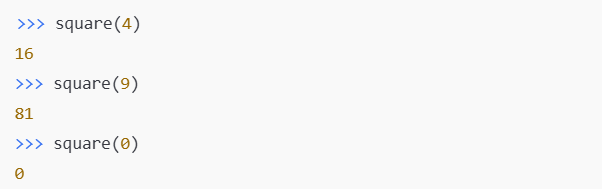 >>> square(4)
16
>>> square(9)
81
>>> square(0)
0